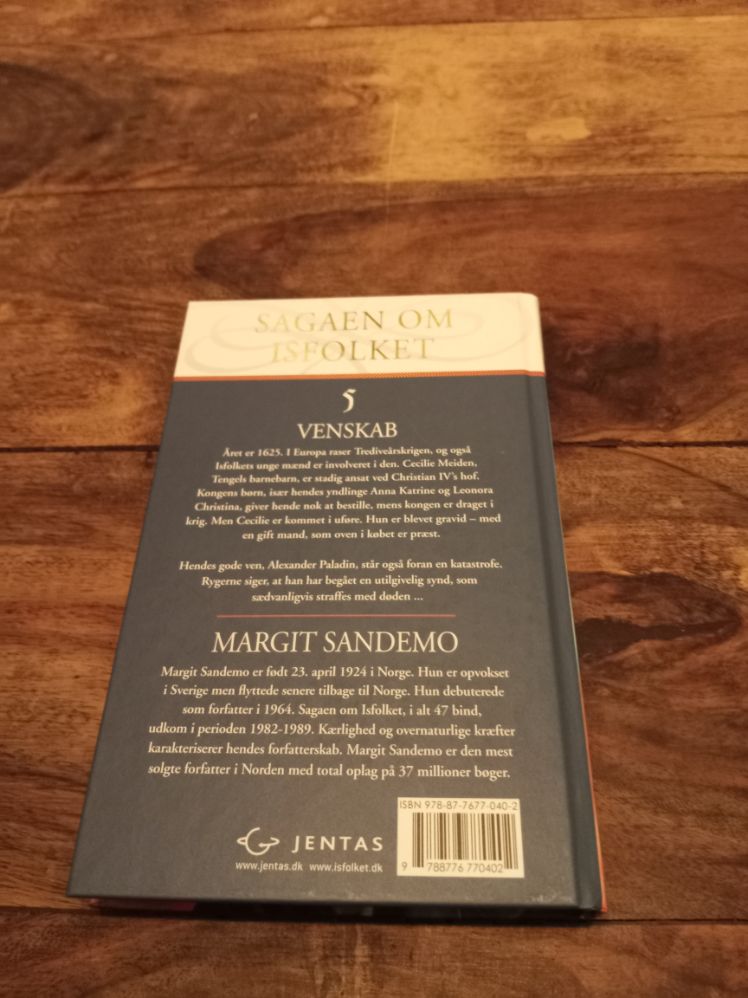 SAGAEN OM
ISFOLKET
5
VENSKAB
Året er 1625. I Europa raser Trediveårskrigen, og også
Isfolkets unge mænd er involveret i den. Cecilie Meiden,
Tengels barnebarn, er stadig ansat ved Christian IV's hof.
Kongens børn, især hendes yndlinge Anna Katrine og Leonora
Christina, giver hende nok at bestille, mens kongen er draget i
krig. Men Cecilie er kommet i uføre. Hun er blevet gravid – med
en gift mand, som oven i købet er præst.
Hendes gode ven, Alexander Paladin, står også foran en katastrofe.
Rygerne siger, at han har begået en utilgivelig synd, som
sædvanligvis straffes med døden ...
MARGIT SANDEMO
Margit Sandemo er født 23. april 1924 i Norge. Hun er opvokset
i Sverige men flyttede senere tilbage til Norge. Hun debuterede
som forfatter i 1964. Sagaen om Isfolket, i alt 47 bind,
udkom i perioden 1982-1989. Kærlighed og overnaturlige kræfter
karakteriserer hendes forfatterskab. Margit Sandemo er den mest
solgte forfatter i Norden med total oplag på 37 millioner bøger.
ISBN 978-87-7677-040-2
JENTAS
www.jentas.dk www.isfolket.dk
9 788776 770402